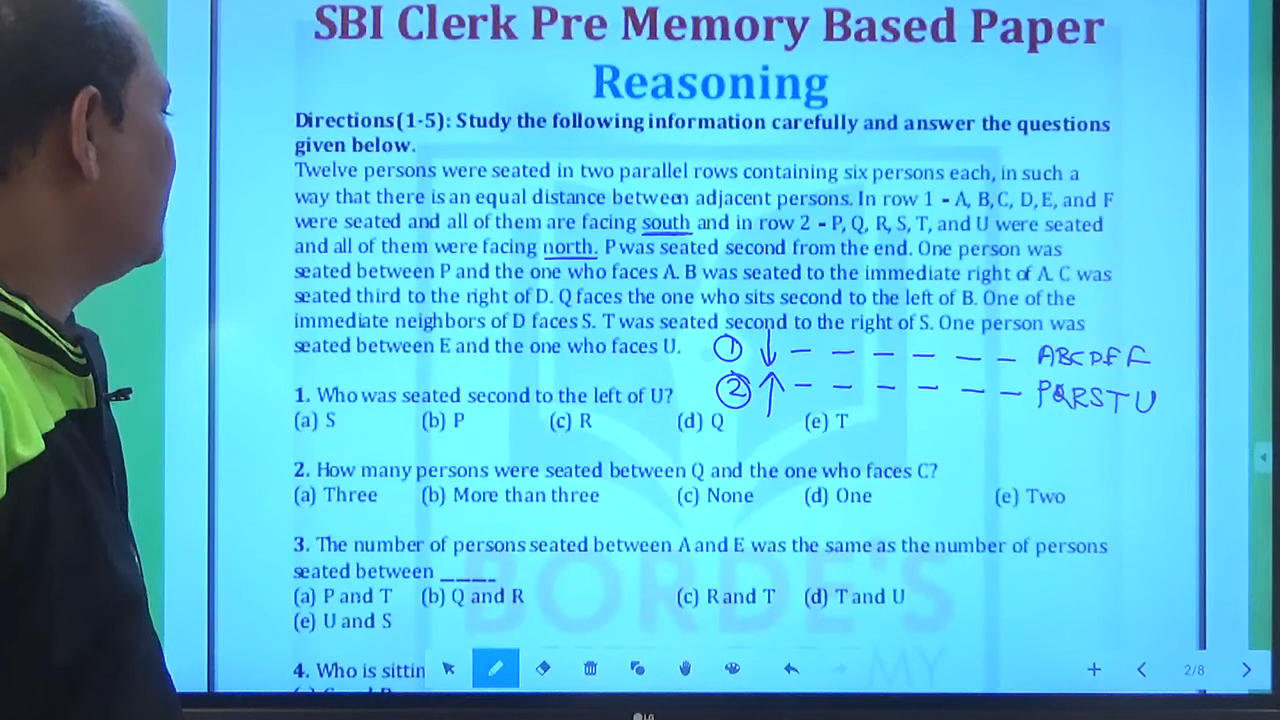 SBI Clerk Pre Memory Based Paper
Reasoning
Directions(1-5): Study the following information carefully and answer the questions
given below.
Twelve persons were seated in two parallel rows containing six persons each, in such a
way that there is an equal distance between adjacent persons. In row 1 - A, B, C, D, E, and F
were seated and all of them are facing south and in row 2 - P, Q, R, S, T, and U were seated
and all of them were facing north. P was seated second from the end. One person was
seated between P and the one who faces A. B was seated to the immediate right of A. C was
seated third to the right of D. Q faces the one who sits second to the left of B. One of the
immediate neighbors of D faces S. T was seated second to the right of S. One person was
seated between E and the one who faces U.
① ↓ – – – – – – ABCDEF
② ↑ – – – – – – PQRSTU
1. Who was seated second to the left of U?
(a) S (b) P (c) R (d) Q (e) T
2. How many persons were seated between Q and the one who faces C?
(a) Three (b) More than three (c) None (d) One (e) Two
3. The number of persons seated between A and E was the same as the number of persons
seated between ____
(a) P and T (b) Q and R (c) R and T (d) T and U
(e) U and S
4. Who is sittin
BORDE'S
MY
2/8
LG